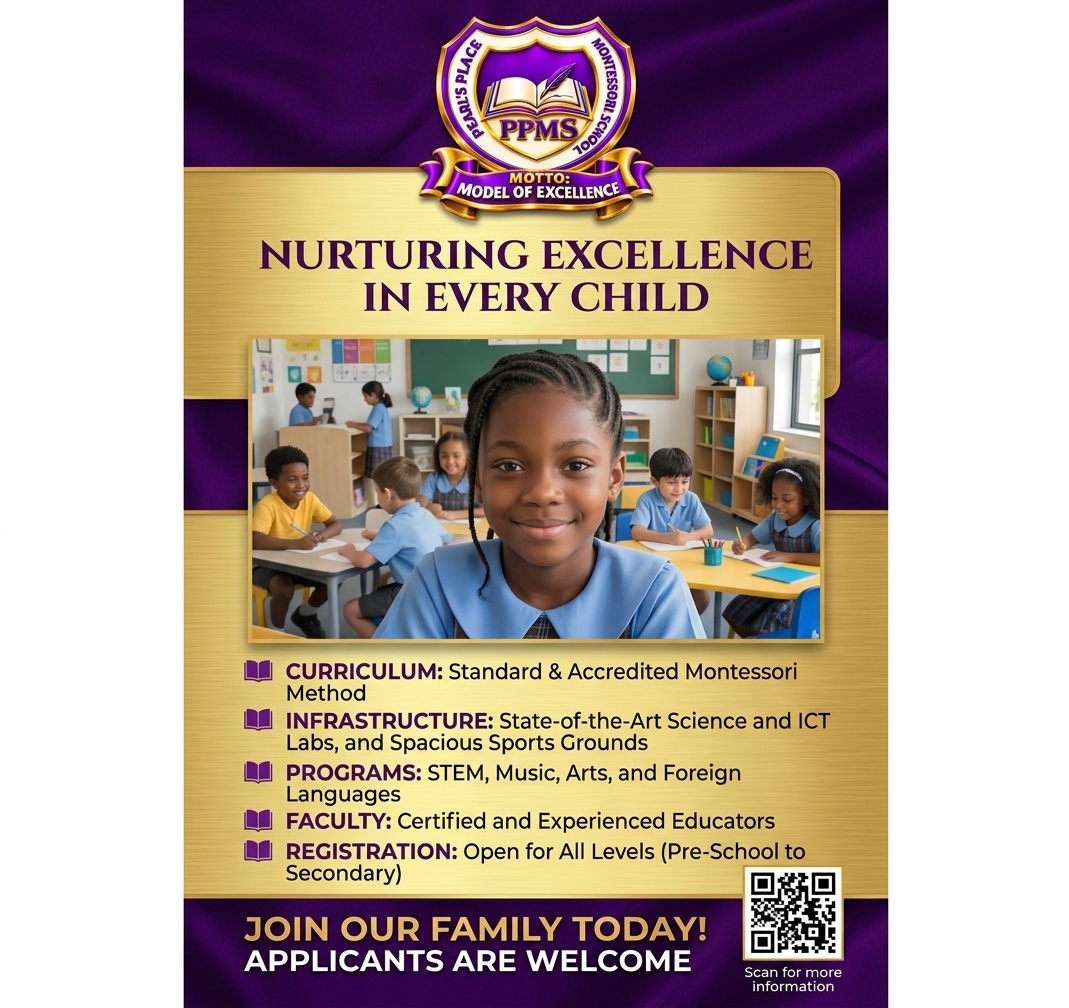 PEARL'S PLACE
MONTESSORI SCHOOL
PPMS
MOTTO:
MODEL OF EXCELLENCE
NURTURING EXCELLENCE
IN EVERY CHILD
CURRICULUM: Standard & Accredited Montessori
Method
INFRASTRUCTURE: State-of-the-Art Science and ICT
Labs, and Spacious Sports Grounds
PROGRAMS: STEM, Music, Arts, and Foreign
Languages
FACULTY: Certified and Experienced Educators
REGISTRATION: Open for All Levels (Pre-School to
Secondary)
JOIN OUR FAMILY TODAY!
APPLICANTS ARE WELCOME
Scan for more
information